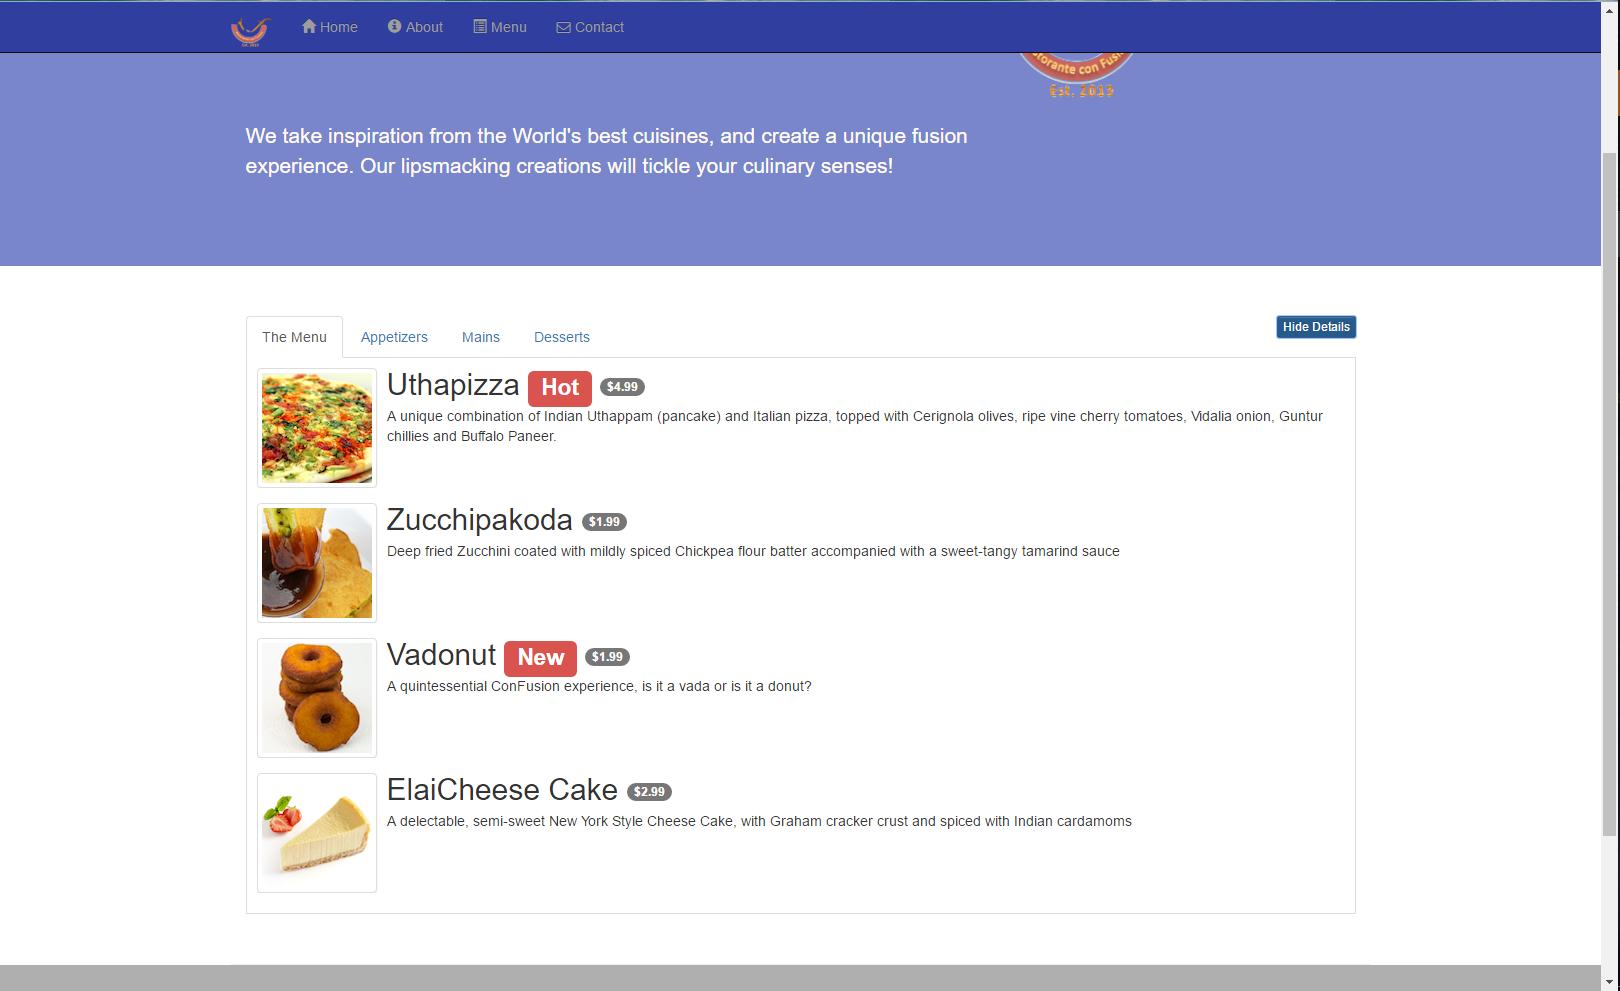 Home About Menu Contact
torante con Fusi
Est. 2013
We take inspiration from the World's best cuisines, and create a unique fusion
experience. Our lipsmacking creations will tickle your culinary senses!
The Menu Appetizers Mains Desserts Hide Details
Uthapizza Hot $4.99
A unique combination of Indian Uthappam (pancake) and Italian pizza, topped with Cerignola olives, ripe vine cherry tomatoes, Vidalia onion, Guntur
chillies and Buffalo Paneer.
Zucchipakoda $1.99
Deep fried Zucchini coated with mildly spiced Chickpea flour batter accompanied with a sweet-tangy tamarind sauce
Vadonut New $1.99
A quintessential ConFusion experience, is it a vada or is it a donut?
ElaiCheese Cake $2.99
A delectable, semi-sweet New York Style Cheese Cake, with Graham cracker crust and spiced with Indian cardamoms